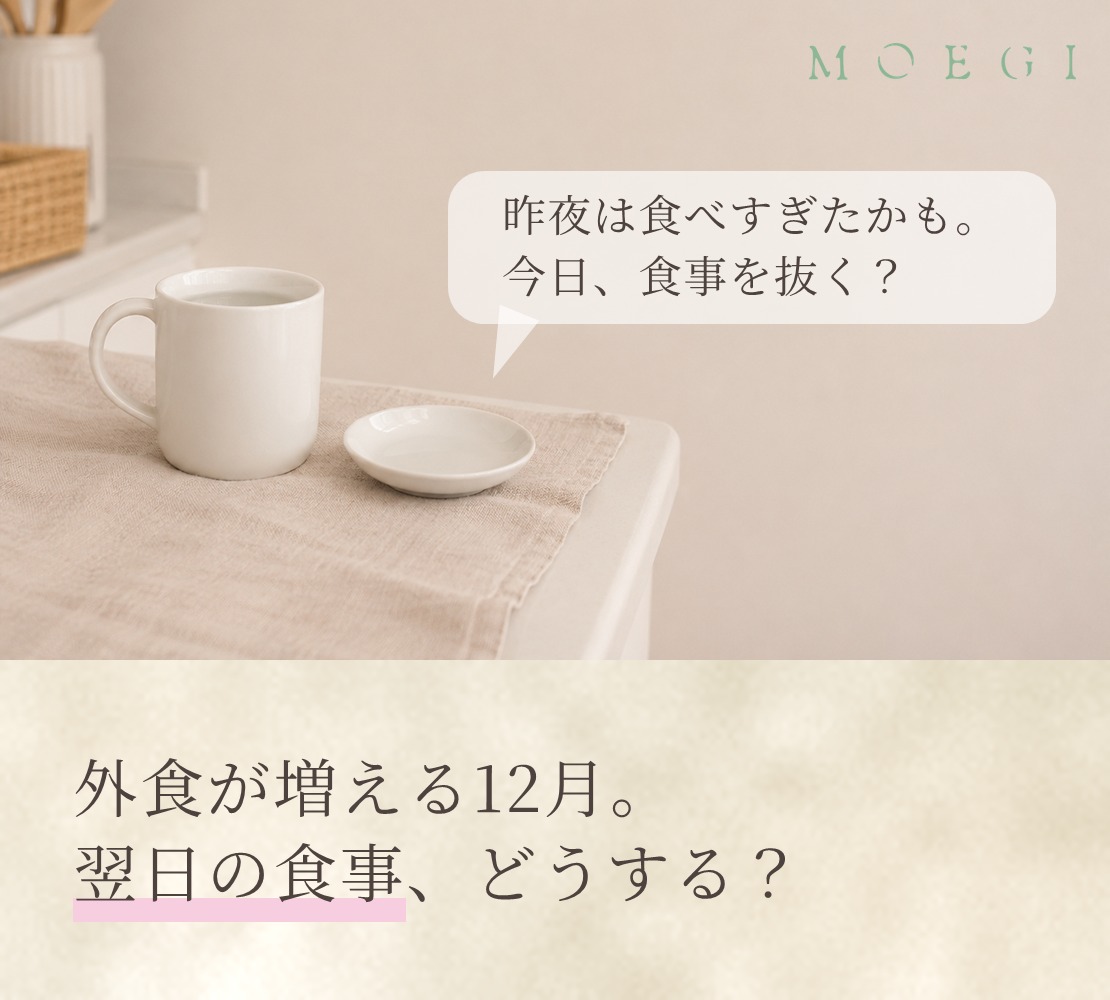 MOEGI
昨夜は食べすぎたかも。
今日、食事を抜く？
外食が増える12月。
翌日の食事、どうする？